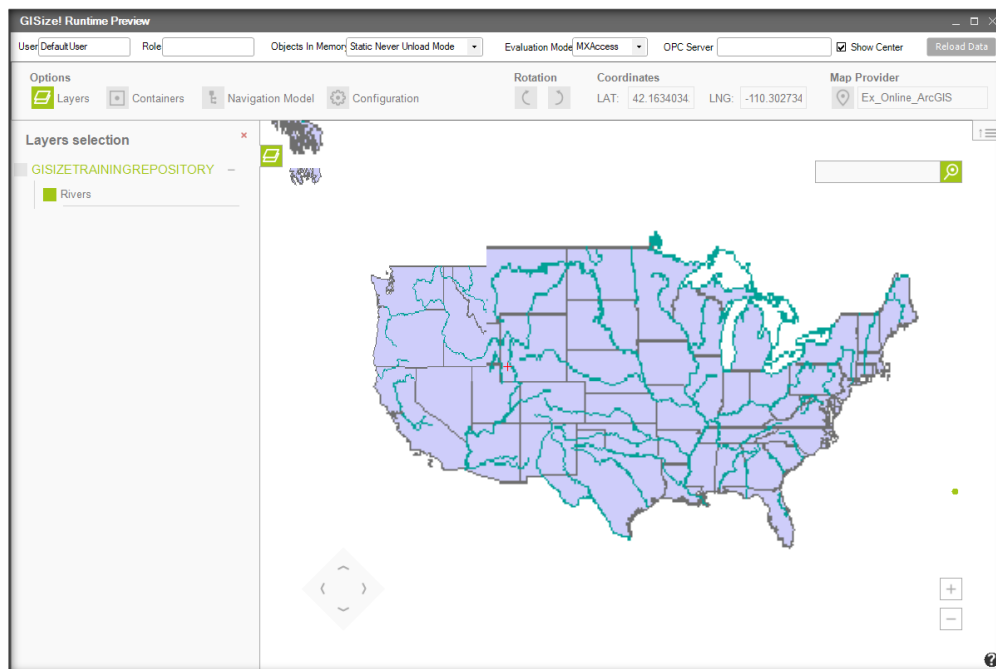 GISize! Runtime Preview
User DefaultUser Role Objects In Memory Static Never Unload Mode Evaluation Mode MXAccess OPC Server Show Center Reload Data
Options Rotation Coordinates Map Provider
Layers Containers Navigation Model Configuration LAT: 42.1634034. LNG: -110.302734 Ex_Online_ArcGIS
Layers selection
GISIZETRAININGREPOSITORY
Rivers